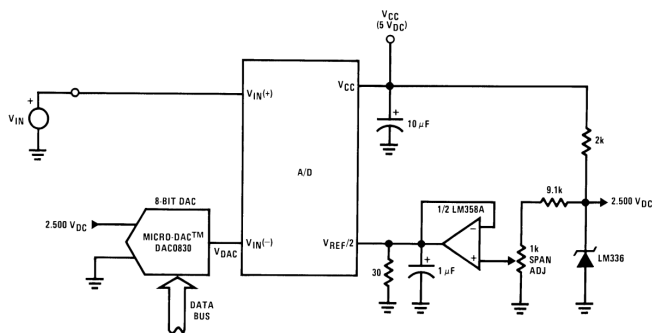 VCC
(5 VDC)
VIN(+)
VCC
+
VIN
+
10 µF
A/D
2k
8-BIT DAC
1/2 LM358A
9.1k
2.500 VDC
2.500 VDC
MICRO-DAC™
DAC0830
VDAC
VIN(-)
VREF/2
-
+
30
+
1 µF
1k
SPAN
ADJ
LM336
DATA
BUS